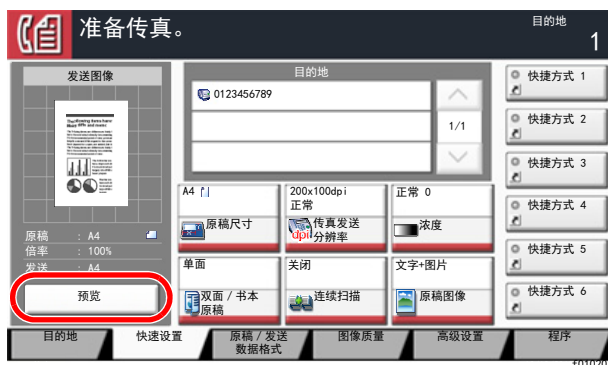 准备传真。
目的地
1
发送图像
原稿 : A4
倍率 : 100%
发送 : A4
预览
目的地
0123456789
1/1
A4
原稿尺寸
200x100dpi
正常
dpi
传真发送
分辨率
正常 0
浓度
单面
双面 / 书本
原稿
关闭
连续扫描
文字+图片
原稿图像
快捷方式 1
快捷方式 2
快捷方式 3
快捷方式 4
快捷方式 5
快捷方式 6
目的地
快速设置
原稿 / 发送
数据格式
图像质量
高级设置
程序